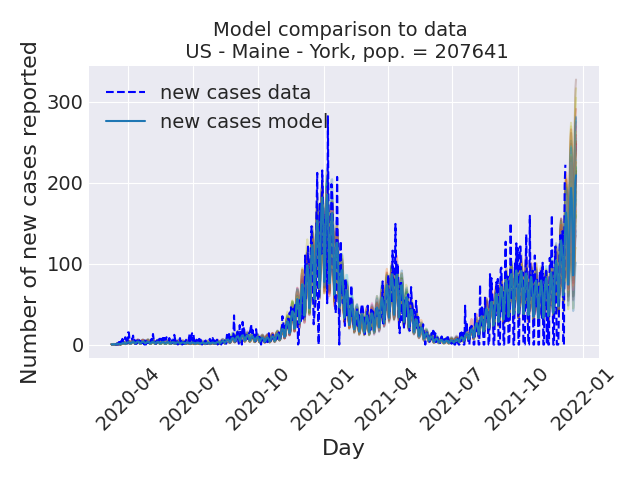 Model comparison to data
US - Maine - York, pop. = 207641
Number of new cases reported
300
200
100
0
new cases data
new cases model
2020-04
2020-07
2020-10
2021-01
2021-04
2021-07
2021-10
2022-01
Day